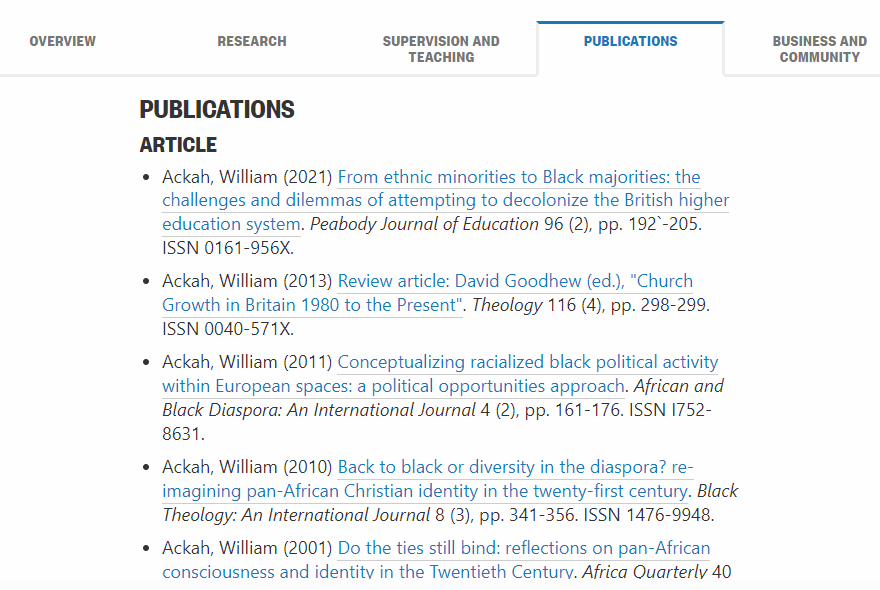 OVERVIEW
RESEARCH
SUPERVISION AND
TEACHING
PUBLICATIONS
BUSINESS AND
COMMUNITY
PUBLICATIONS
ARTICLE
• Ackah, William (2021) From ethnic minorities to Black majorities: the
challenges and dilemmas of attempting to decolonize the British higher
education system. Peabody Journal of Education 96 (2), pp. 192`-205.
ISSN 0161-956X.
• Ackah, William (2013) Review article: David Goodhew (ed.), "Church
Growth in Britain 1980 to the Present". Theology 116 (4), pp. 298-299.
ISSN 0040-571X.
• Ackah, William (2011) Conceptualizing racialized black political activity
within European spaces: a political opportunities approach. African and
Black Diaspora: An International Journal 4 (2), pp. 161-176. ISSN I752-
8631.
• Ackah, William (2010) Back to black or diversity in the diaspora? re-
imagining pan-African Christian identity in the twenty-first century. Black
Theology: An International Journal 8 (3), pp. 341-356. ISSN 1476-9948.
• Ackah, William (2001) Do the ties still bind: reflections on pan-African
consciousness and identity in the Twentieth Century. Africa Quarterly 40